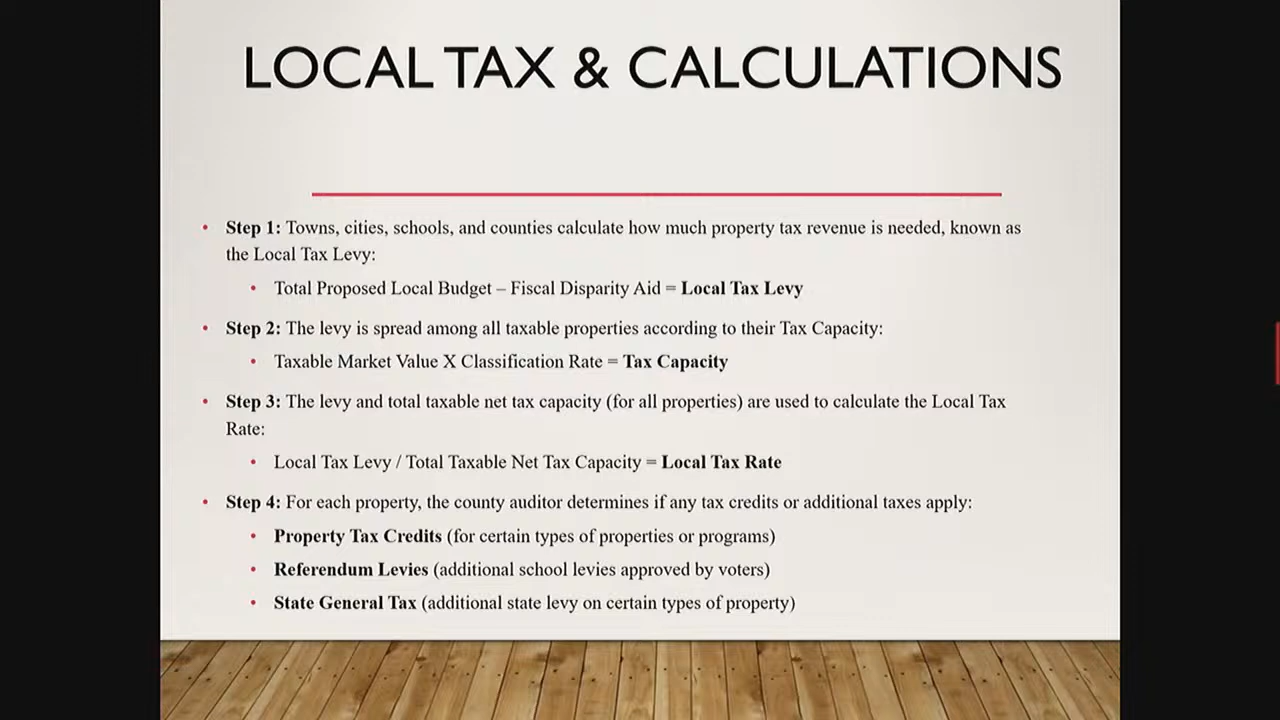 LOCAL TAX & CALCULATIONS
• Step 1: Towns, cities, schools, and counties calculate how much property tax revenue is needed, known as
the Local Tax Levy:
• Total Proposed Local Budget – Fiscal Disparity Aid = Local Tax Levy
• Step 2: The levy is spread among all taxable properties according to their Tax Capacity:
• Taxable Market Value X Classification Rate = Tax Capacity
• Step 3: The levy and total taxable net tax capacity (for all properties) are used to calculate the Local Tax
Rate:
• Local Tax Levy / Total Taxable Net Tax Capacity = Local Tax Rate
• Step 4: For each property, the county auditor determines if any tax credits or additional taxes apply:
• Property Tax Credits (for certain types of properties or programs)
• Referendum Levies (additional school levies approved by voters)
• State General Tax (additional state levy on certain types of property)